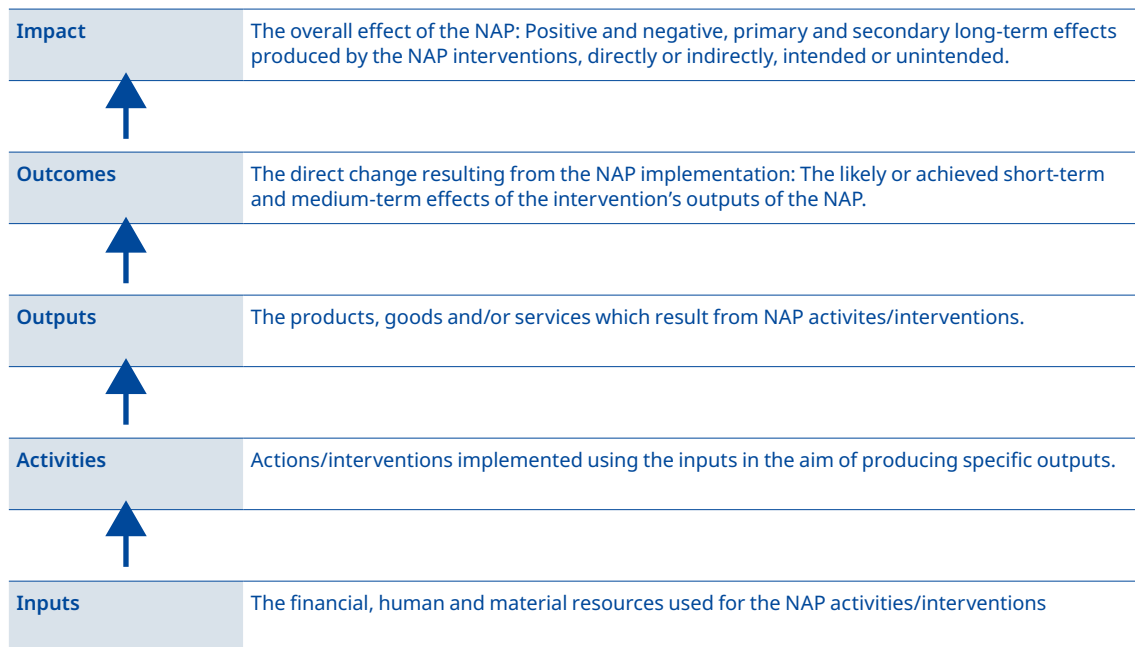 Impact
The overall effect of the NAP: Positive and negative, primary and secondary long-term effects
produced by the NAP interventions, directly or indirectly, intended or unintended.
Outcomes
The direct change resulting from the NAP implementation: The likely or achieved short-term
and medium-term effects of the intervention’s outputs of the NAP.
Outputs
The products, goods and/or services which result from NAP activites/interventions.
Activities
Actions/interventions implemented using the inputs in the aim of producing specific outputs.
Inputs
The financial, human and material resources used for the NAP activities/interventions